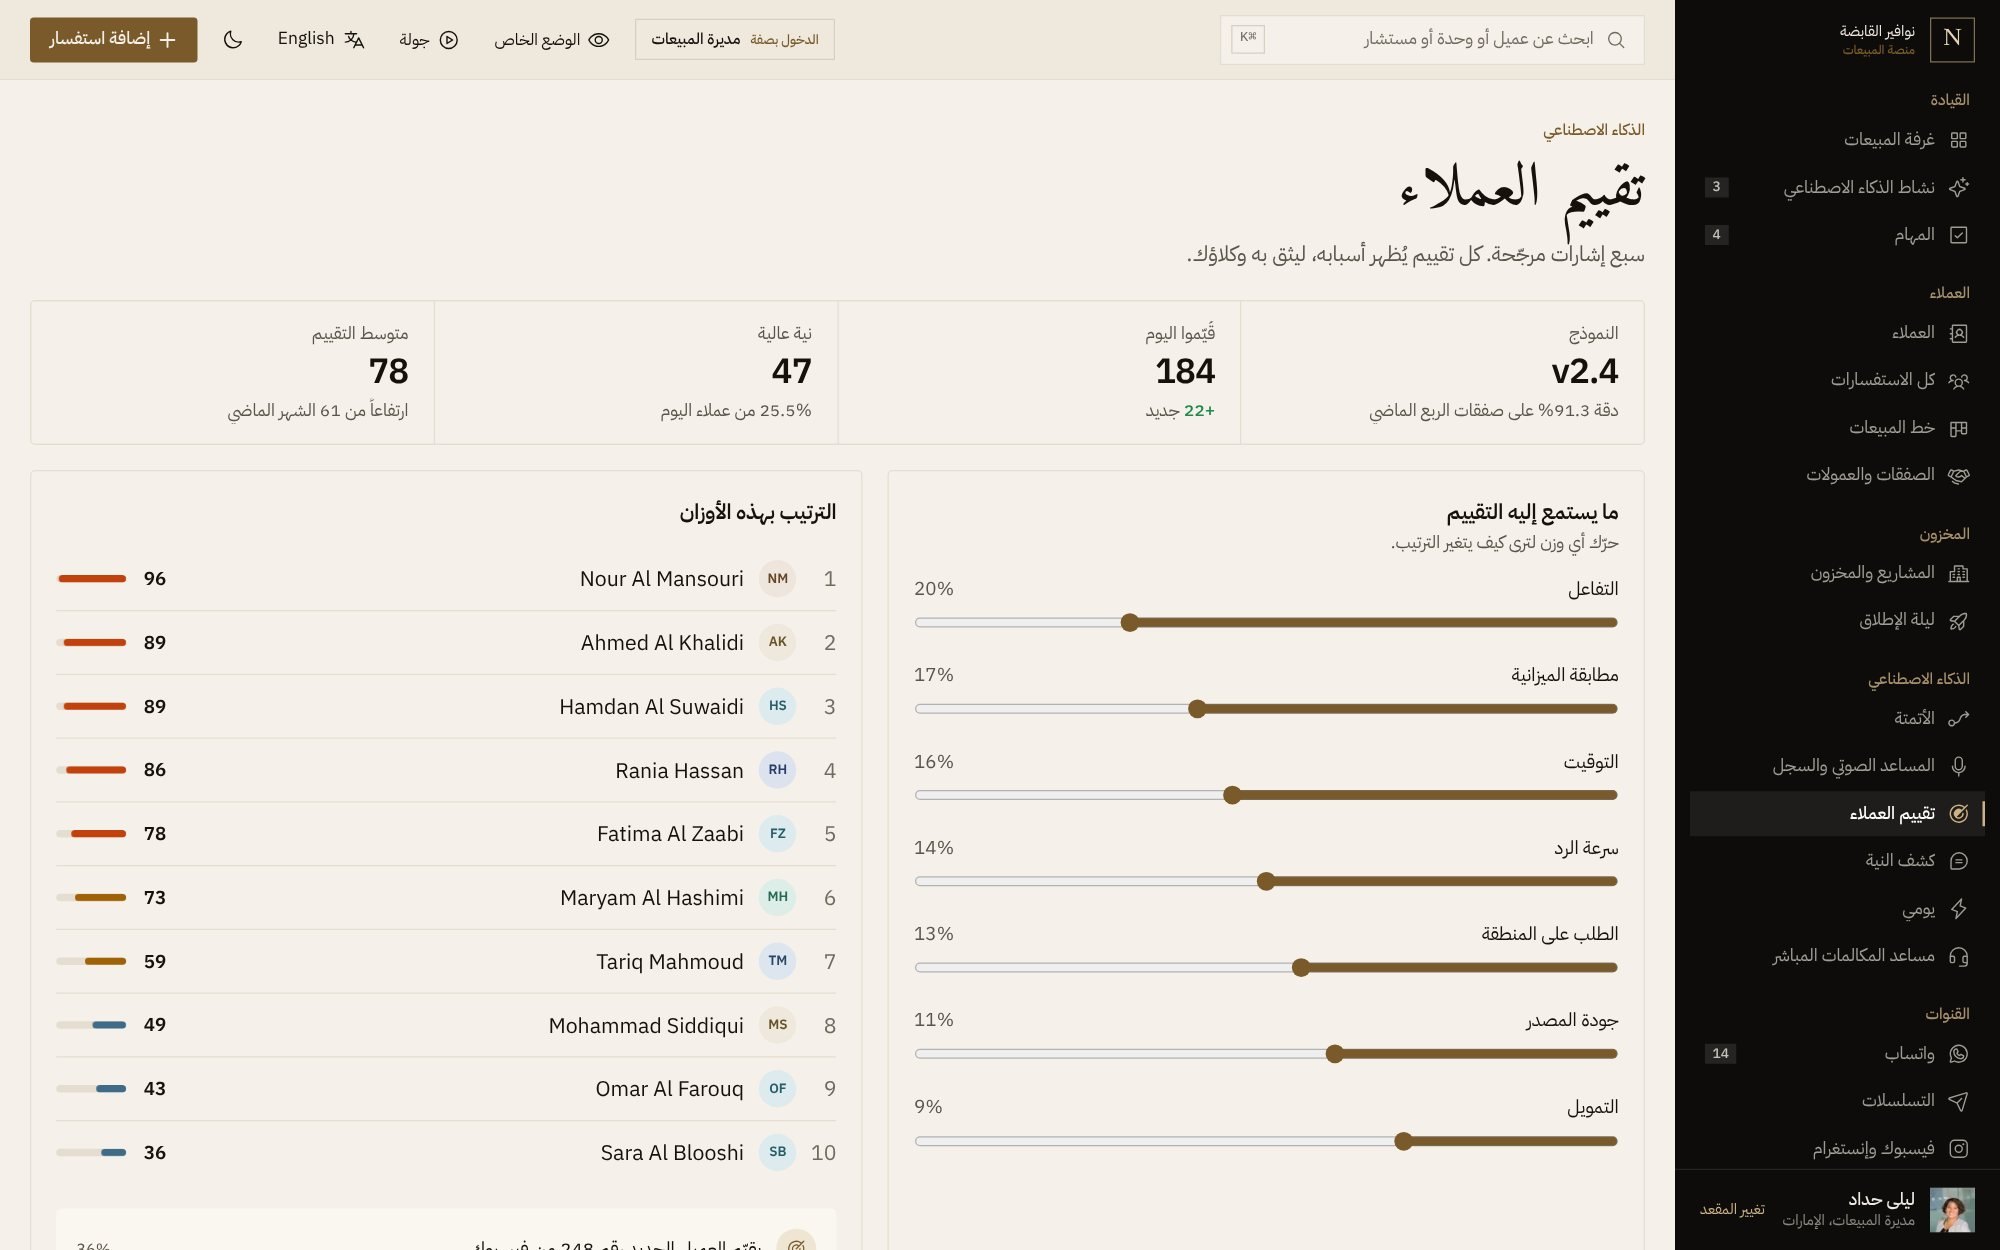 N
نوافير القابضة
منصة المبيعات
ابحث عن عميل أو وحدة أو مستشار
⌘K
الدخول بصفة مديرة المبيعات
الوضع الخاص
جولة
English
إضافة استفسار
القيادة
غرفة المبيعات
نشاط الذكاء الاصطناعي 3
المهام 4
العملاء
العملاء
كل الاستفسارات
خط المبيعات
الصفقات والعمولات
المخزون
المشاريع والمخزون
ليلة الإطلاق
الذكاء الاصطناعي
الأتمتة
المساعد الصوتي والسجل
تقييم العملاء
كشف النية
يومي
مساعد المكالمات المباشر
القنوات
واتساب 14
التسلسلات
فيسبوك وإنستغرام
ليلى حداد
مديرة المبيعات، الإمارات
تغيير المقعد
الذكاء الاصطناعي
تقييم العملاء
سبع إشارات مرجّحة. كل تقييم يُظهر أسبابه، ليثق به وكلاؤك.
النموذج
v2.4
دقة 91.3% على صفقات الربع الماضي
قُيّموا اليوم
184
+22 جديد
نية عالية
47
25.5% من عملاء اليوم
متوسط التقييم
78
ارتفاعاً من 61 الشهر الماضي
ما يستمع إليه التقييم
حرّك أي وزن لترى كيف يتغير الترتيب.
التفاعل 20%
مطابقة الميزانية 17%
التوقيت 16%
سرعة الرد 14%
الطلب على المنطقة 13%
جودة المصدر 11%
التمويل 9%
الترتيب بهذه الأوزان
1 NM Nour Al Mansouri 96
2 AK Ahmed Al Khalidi 89
3 HS Hamdan Al Suwaidi 89
4 RH Rania Hassan 86
5 FZ Fatima Al Zaabi 78
6 MH Maryam Al Hashimi 73
7 TM Tariq Mahmoud 59
8 MS Mohammad Siddiqui 49
9 OF Omar Al Farouq 43
10 SB Sara Al Blooshi 36
العميل الجديد رقم 248 من فيسبوك 36%